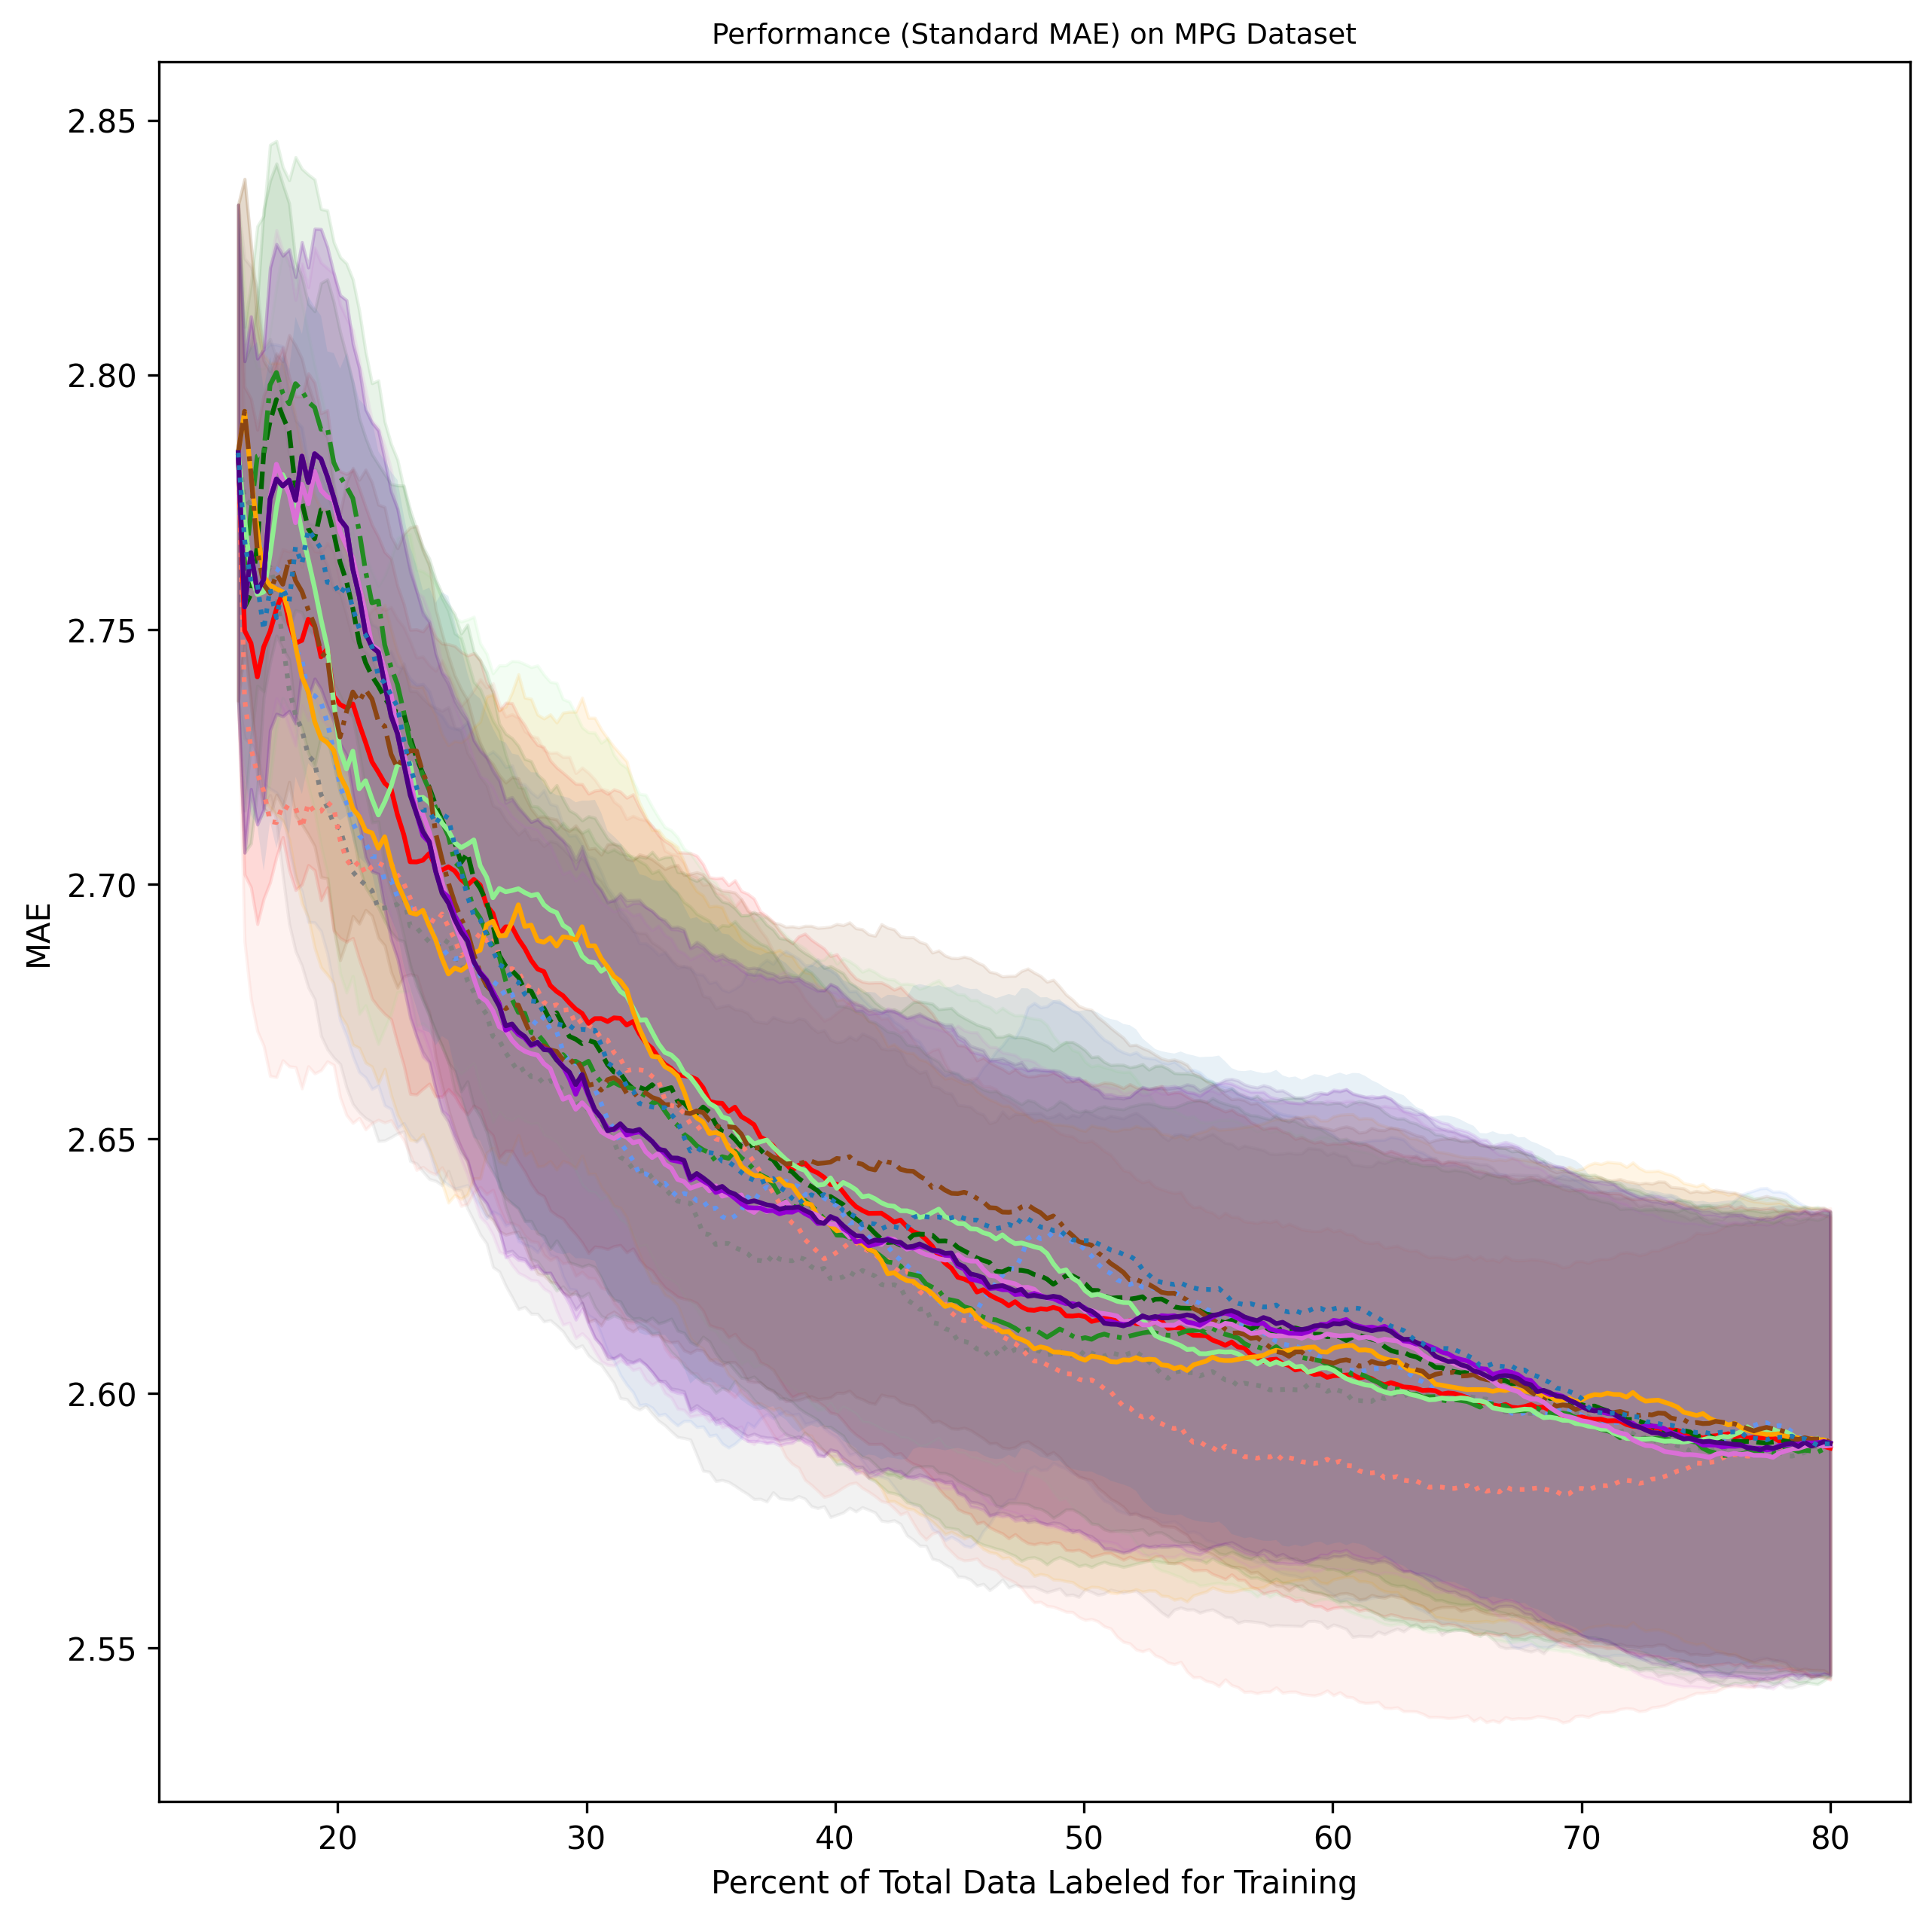 Performance (Standard MAE) on MPG Dataset
2.85
2.80
2.75
2.70
2.65
2.60
2.55
MAE
20 30 40 50 60 70 80
Percent of Total Data Labeled for Training